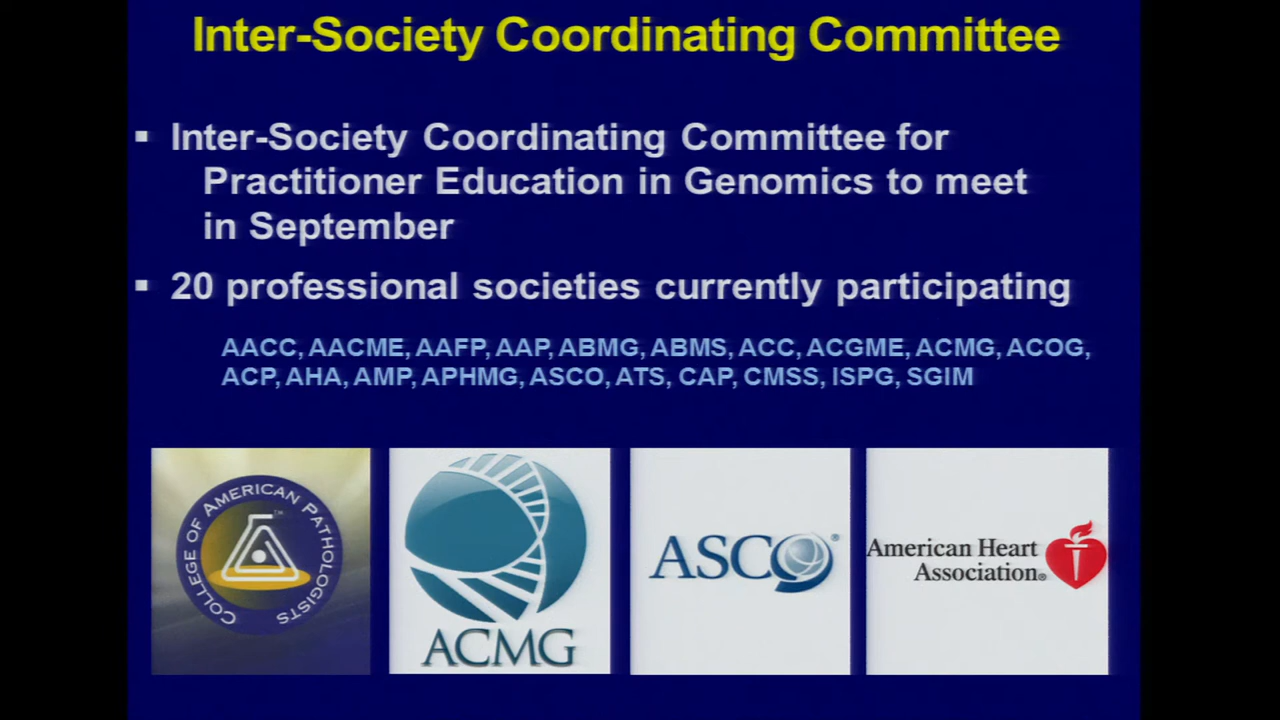 Inter-Society Coordinating Committee
▪ Inter-Society Coordinating Committee for
Practitioner Education in Genomics to meet
in September
▪ 20 professional societies currently participating
AACC, AACME, AAFP, AAP, ABMG, ABMS, ACC, ACGME, ACMG, ACOG,
ACP, AHA, AMP, APHMG, ASCO, ATS, CAP, CMSS, ISPG, SGIM
COLLEGE OF AMERICAN PATHOLOGISTS ™
ACMG
ASCO®
American Heart
Association®